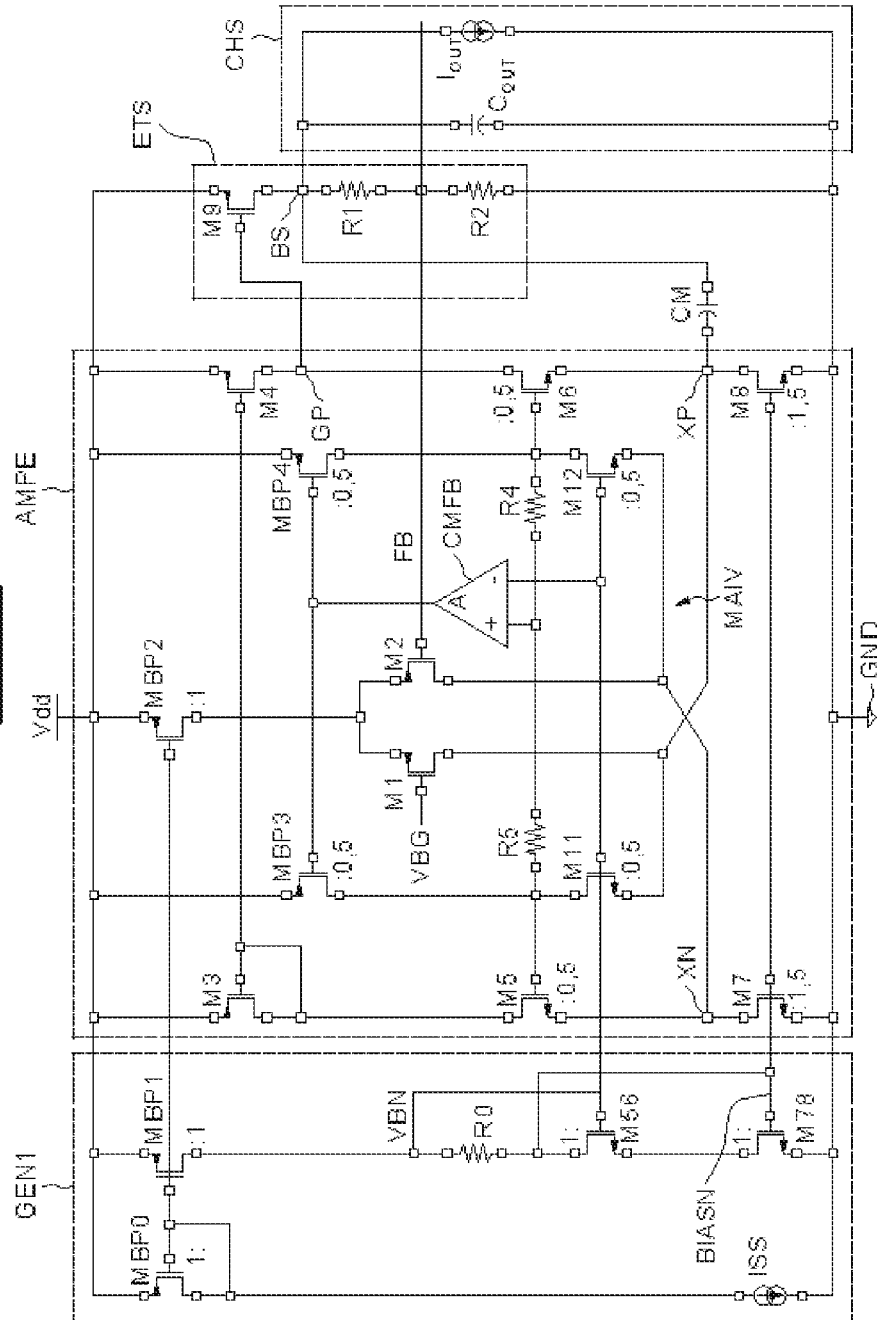 GEN1
AMPE
ETS
CHS
Vdd
MBP0
1:
MBP1
:1
MBP2
:1
M3
M4
M9
MBP3
:0,5
MBP4
:0,5
GP
BS
R1
R2
IOUT
COUT
M1
M2
VBG
FB
CMFB
A
+
-
R5
R4
M5
:0,5
M11
:0,5
M12
:0,5
M6
:0,5
VBN
R0
1:
M56
1:
M78
BIASN
ISS
XN
XP
CM
MAIV
M7
:1,5
M8
:1,5
GND